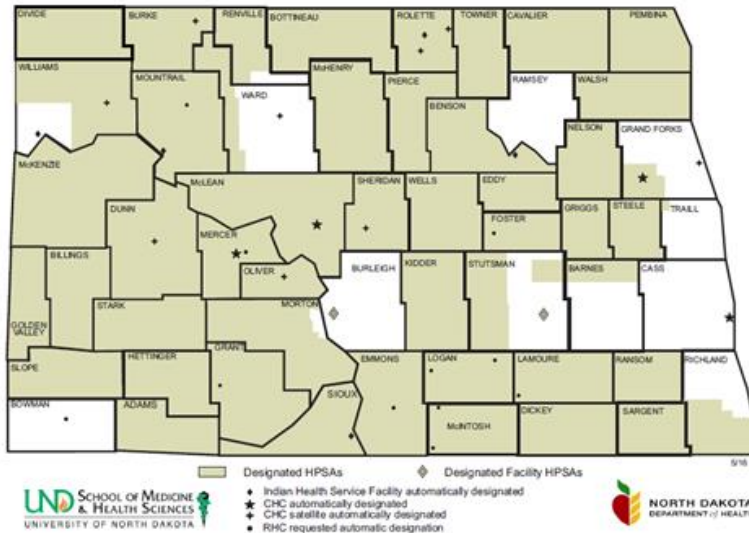 DIVIDE
BURKE
RENVILLE
BOTTINEAU
ROLETTE
TOWNER
CAVALIER
PEMBINA
WILLIAMS
MOUNTRAIL
WARD
McHENRY
PIERCE
BENSON
RAMSEY
WALSH
NELSON
GRAND FORKS
McKENZIE
McLEAN
SHERIDAN
WELLS
EDDY
DUNN
MERCER
FOSTER
GRIGGS
STEELE
TRAILL
BILLINGS
OLIVER
BURLEIGH
KIDDER
STUTSMAN
BARNES
CASS
GOLDEN
VALLEY
STARK
MORTON
SLOPE
HETTINGER
GRANT
EMMONS
LOGAN
LAMOURE
RANSOM
RICHLAND
SIOUX
BOWMAN
ADAMS
McINTOSH
DICKEY
SARGENT
5/16
Designated HPSAs
Designated Facility HPSAs
Indian Health Service Facility automatically designated
CHC automatically designated
CHC satellite automatically designated
RHC requested automatic designation
UND SCHOOL OF MEDICINE
& HEALTH SCIENCES
UNIVERSITY OF NORTH DAKOTA
NORTH DAKOTA
DEPARTMENT of HEALTH